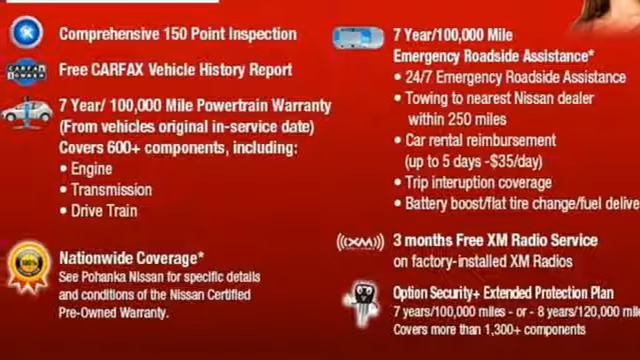 Comprehensive 150 Point Inspection
CARFAX
1 OWNER
Free CARFAX Vehicle History Report
7 Year/ 100,000 Mile Powertrain Warranty
(From vehicles original in-service date)
Covers 600+ components, including:
• Engine
• Transmission
• Drive Train
100%
Nationwide Coverage*
See Pohanka Nissan for specific details
and conditions of the Nissan Certified
Pre-Owned Warranty.
7 Year/100,000 Mile
Emergency Roadside Assistance*
• 24/7 Emergency Roadside Assistance
• Towing to nearest Nissan dealer
within 250 miles
• Car rental reimbursement
(up to 5 days -$35/day)
• Trip interuption coverage
• Battery boost/flat tire change/fuel delive
((XM))
3 months Free XM Radio Service
on factory-installed XM Radios
Option Security+ Extended Protection Plan
7 years/100,000 miles - or - 8 years/120,000 mil
Covers more than 1,300+ components